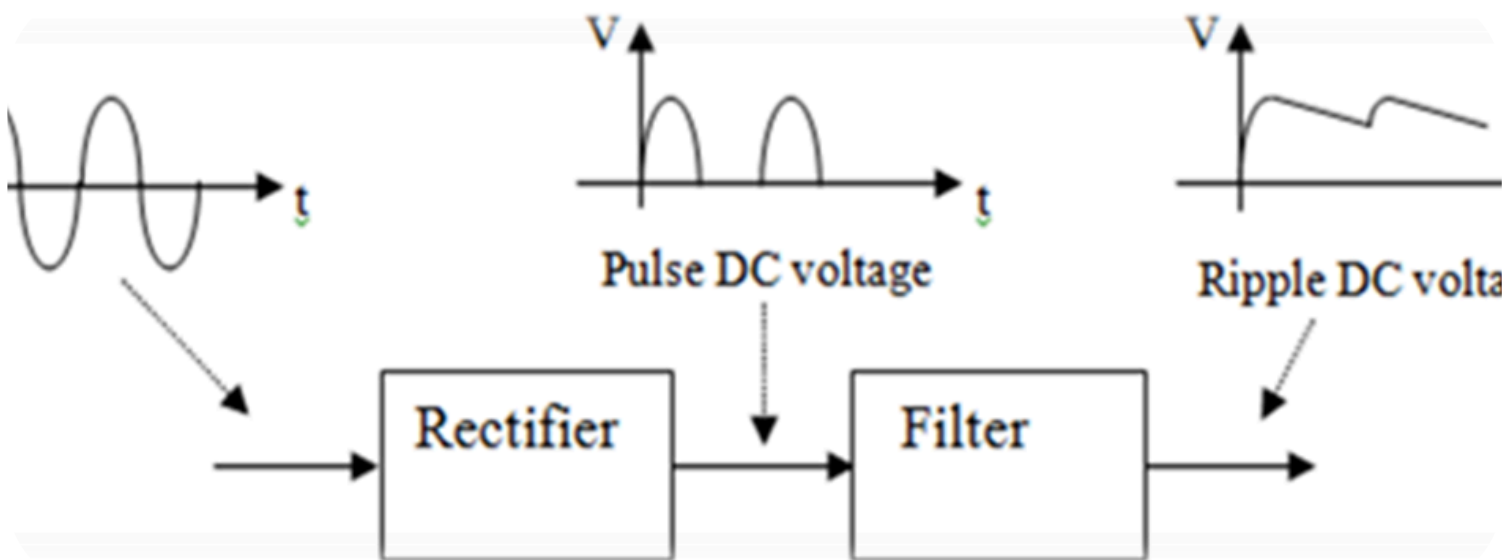 V
V
t
t
Pulse DC voltage
Ripple DC volta
Rectifier
Filter